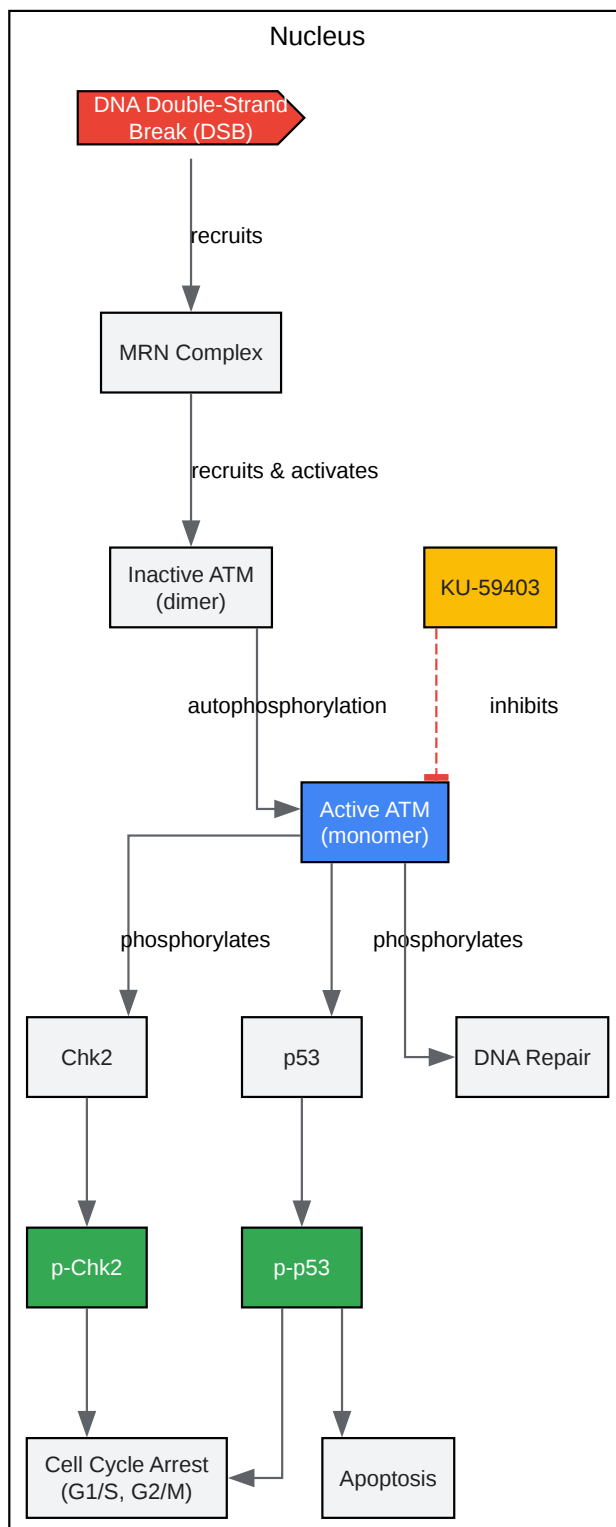 Nucleus
DNA Double-Strand
Break (DSB)
recruits
MRN Complex
recruits & activates
Inactive ATM
(dimer)
KU-59403
autophosphorylation
inhibits
Active ATM
(monomer)
phosphorylates
phosphorylates
Chk2
p53
DNA Repair
p-Chk2
p-p53
Cell Cycle Arrest
(G1/S, G2/M)
Apoptosis